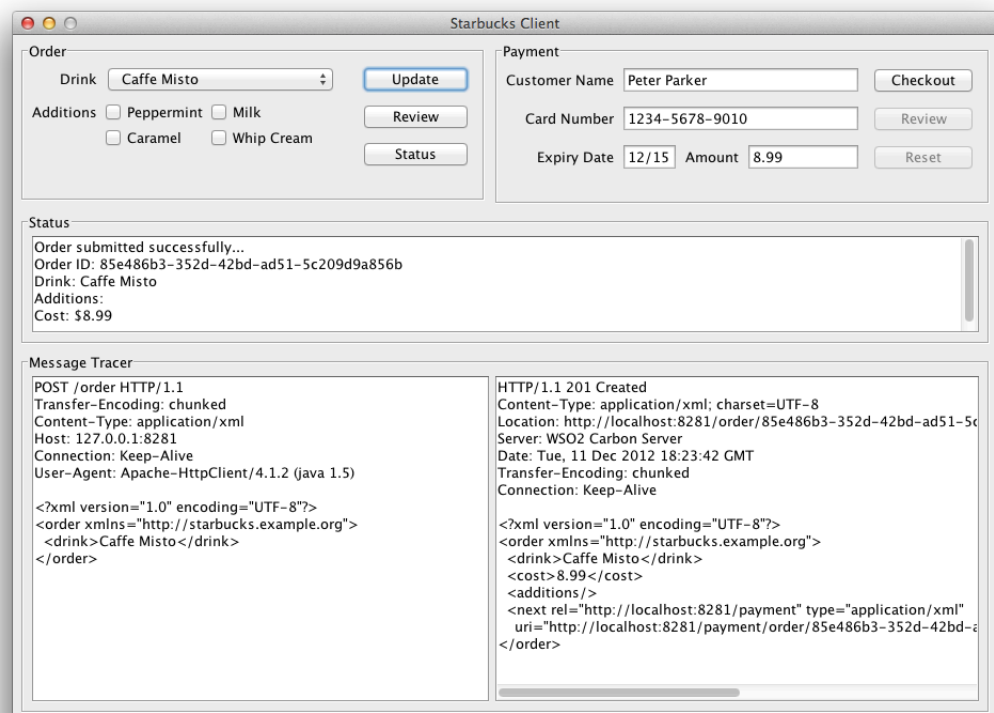 Starbucks Client
Order
Drink Caffe Misto Update
Additions Peppermint Milk Review
Caramel Whip Cream
Status
Payment
Customer Name Peter Parker Checkout
Card Number 1234-5678-9010 Review
Expiry Date 12/15 Amount 8.99 Reset
Status
Order submitted successfully...
Order ID: 85e486b3-352d-42bd-ad51-5c209d9a856b
Drink: Caffe Misto
Additions:
Cost: $8.99
Message Tracer
POST /order HTTP/1.1
Transfer-Encoding: chunked
Content-Type: application/xml
Host: 127.0.0.1:8281
Connection: Keep-Alive
User-Agent: Apache-HttpClient/4.1.2 (java 1.5)
<?xml version="1.0" encoding="UTF-8"?>
<order xmlns="http://starbucks.example.org">
<drink>Caffe Misto</drink>
</order>
HTTP/1.1 201 Created
Content-Type: application/xml; charset=UTF-8
Location: http://localhost:8281/order/85e486b3-352d-42bd-ad51-5c
Server: WSO2 Carbon Server
Date: Tue, 11 Dec 2012 18:23:42 GMT
Transfer-Encoding: chunked
Connection: Keep-Alive
<?xml version="1.0" encoding="UTF-8"?>
<order xmlns="http://starbucks.example.org">
<drink>Caffe Misto</drink>
<cost>8.99</cost>
<additions/>
<next rel="http://localhost:8281/payment" type="application/xml"
uri="http://localhost:8281/payment/order/85e486b3-352d-42bd-a
</order>